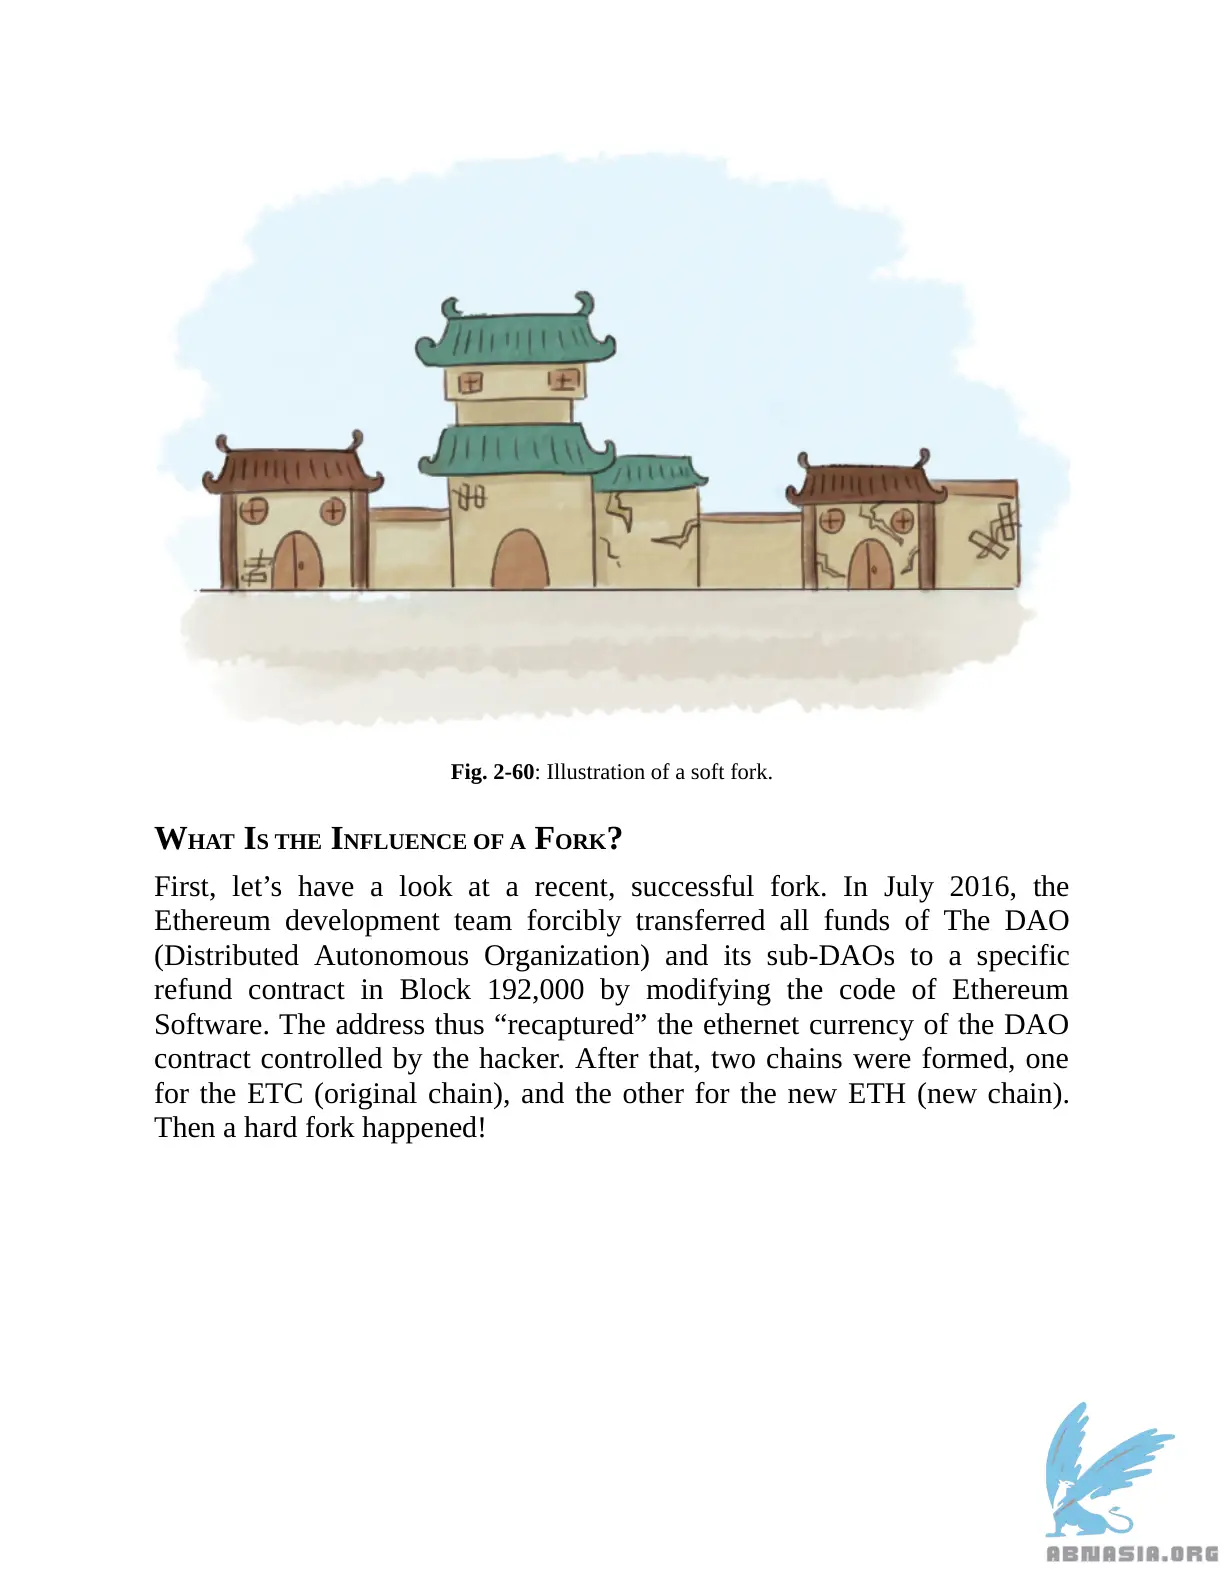 Fig. 2-60: Illustration of a soft fork.
WHAT IS THE INFLUENCE OF A FORK?
First, let’s have a look at a recent, successful fork. In July 2016, the
Ethereum development team forcibly transferred all funds of The DAO
(Distributed Autonomous Organization) and its sub-DAOs to a specific
refund contract in Block 192,000 by modifying the code of Ethereum
Software. The address thus “recaptured” the ethernet currency of the DAO
contract controlled by the hacker. After that, two chains were formed, one
for the ETC (original chain), and the other for the new ETH (new chain).
Then a hard fork happened!
ABNASIA.ORG